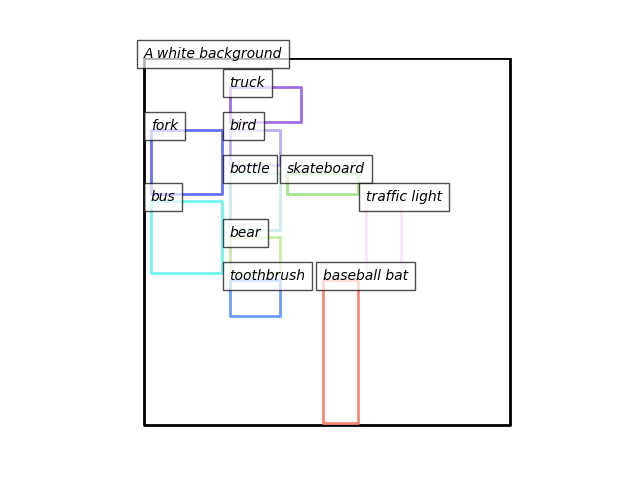 A white background
truck
fork
bird
bottle
skateboard
bus
traffic light
bear
toothbrush
baseball bat